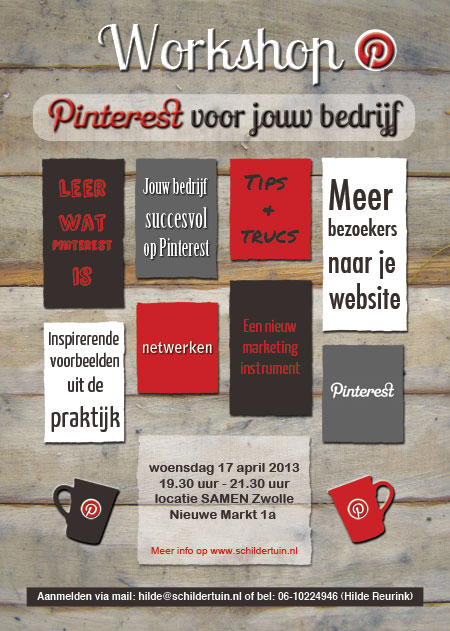 Workshop
Pinterest voor jouw bedrijf
LEER
WAT
PINTEREST
IS
Jouw bedrijf
succesvol
op Pinterest
TIPS
+
TRUCS
Meer
bezoekers
naar je
website
Inspirerende
voorbeelden
uit de
praktijk
netwerken
Een nieuw
marketing
instrument
Pinterest
woensdag 17 april 2013
19.30 uur - 21.30 uur
locatie SAMEN Zwolle
Nieuwe Markt 1a
Meer info op www.schildertuin.nl
Aanmelden via mail: hilde@schildertuin.nl of bel: 06-10224946 (Hilde Reurink)